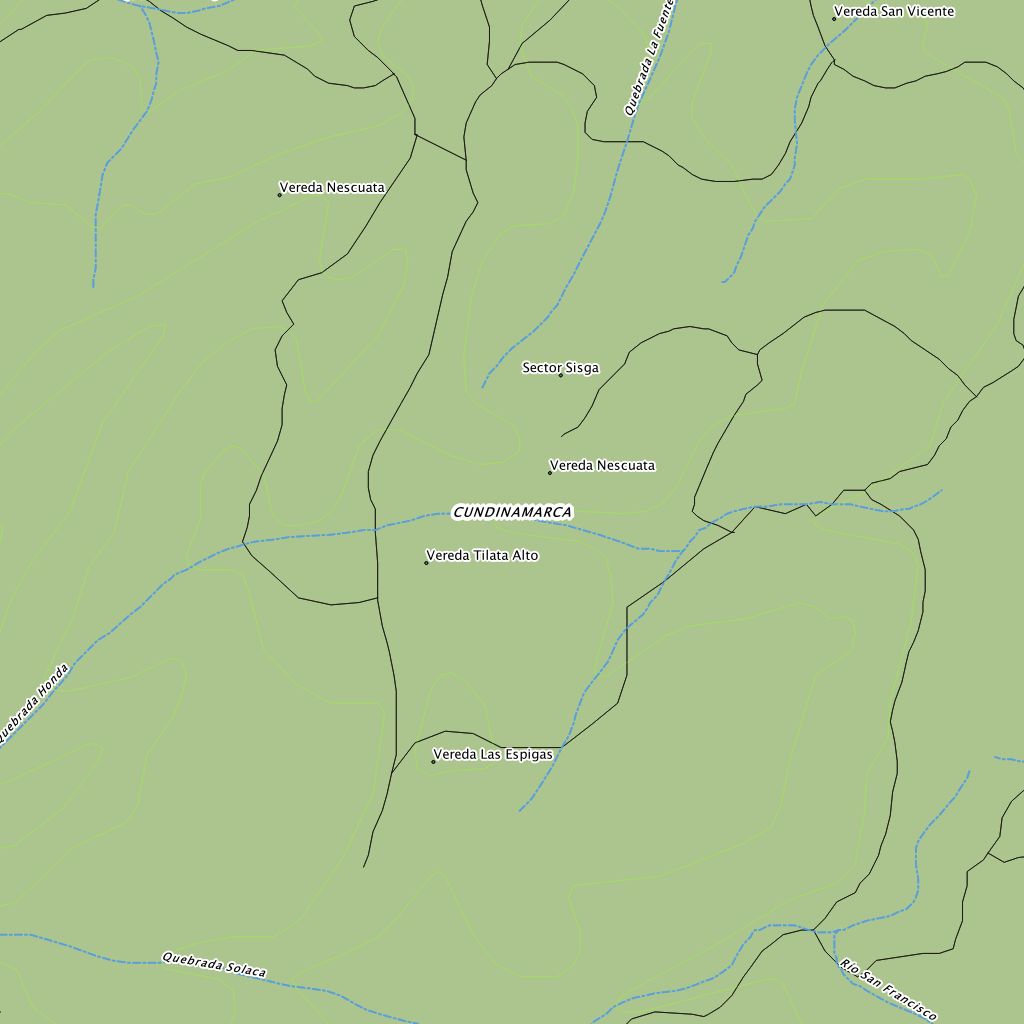 Vereda San Vicente
Quebrada La Fuente
Vereda Nescuata
Sector Sisga
Vereda Nescuata
CUNDINAMARCA
Vereda Tilata Alto
Quebrada Honda
Vereda Las Espigas
Quebrada Solaca
Río San Francisco